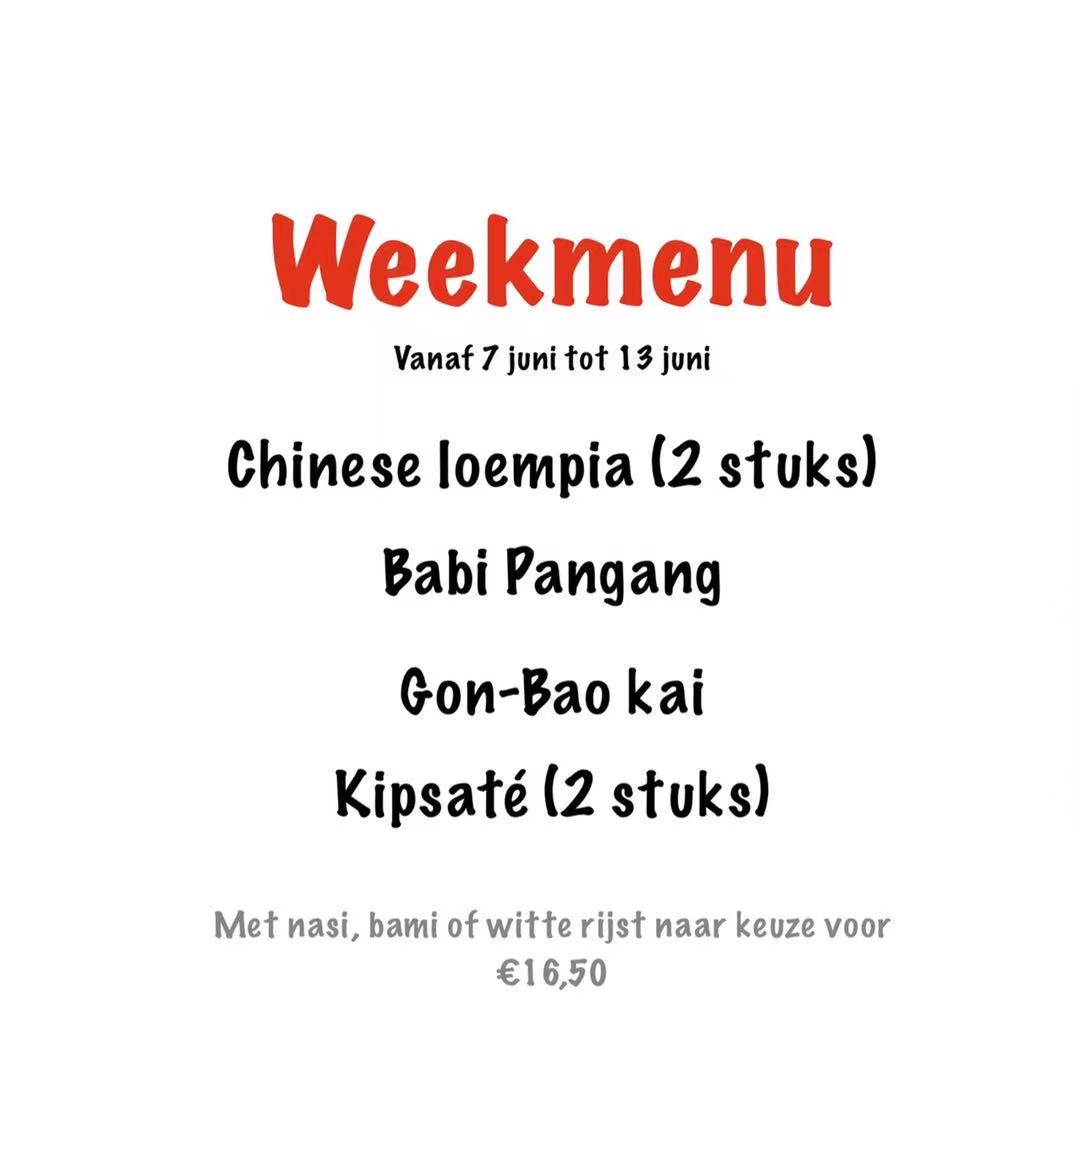 Weekmenu
Vanaf 7 juni tot 13 juni
Chinese loempia (2 stuks)
Babi Pangang
Gon-Bao kai
Kipsaté (2 stuks)
Met nasi, bami of witte rijst naar keuze voor
€16,50